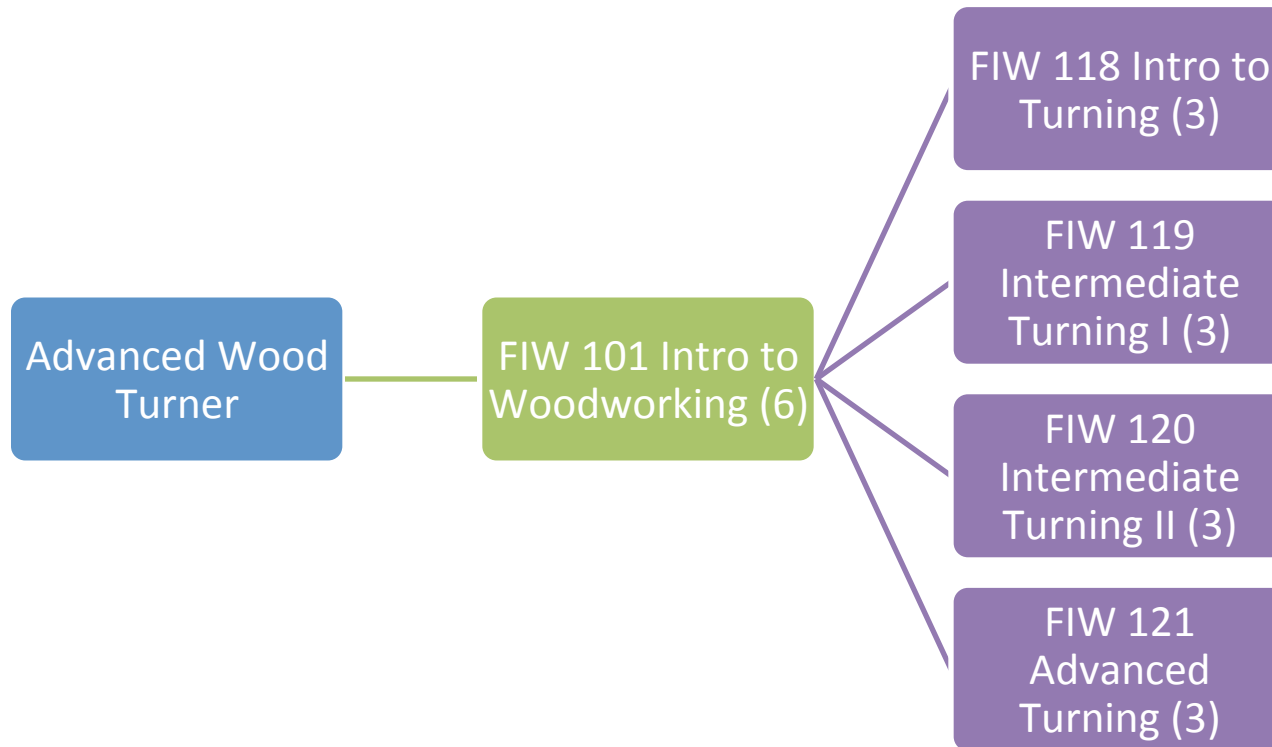 Advanced Wood
Turner
FIW 101 Intro to
Woodworking (6)
FIW 118 Intro to
Turning (3)
FIW 119
Intermediate
Turning I (3)
FIW 120
Intermediate
Turning II (3)
FIW 121
Advanced
Turning (3)